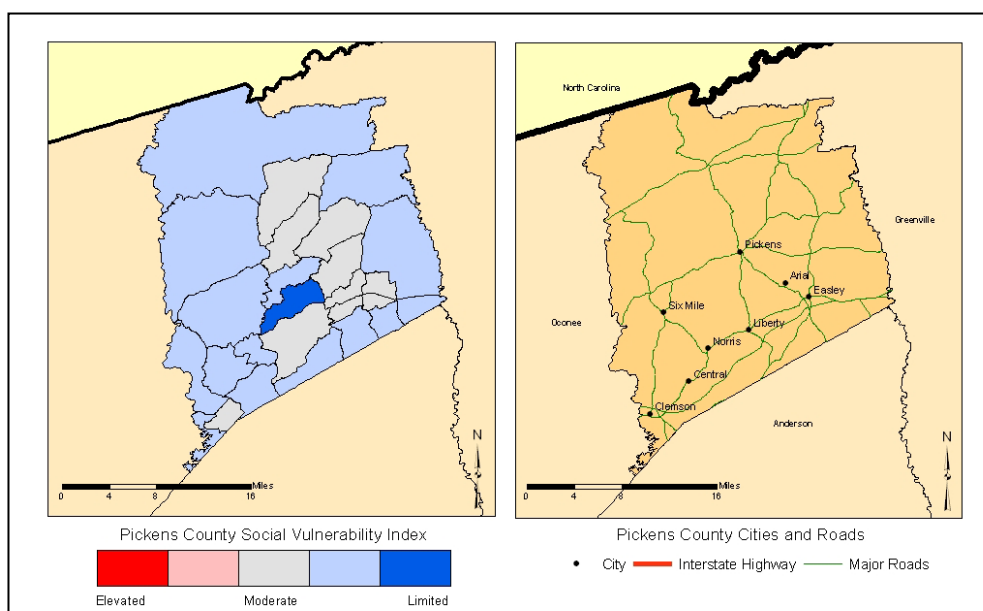 N
0 4 8 16 Miles
Pickens County Social Vulnerability Index
Elevated Moderate Limited
North Carolina
Greenville
Pickens
Arial
Easley
Six Mile
Oconee
Liberty
Norris
Central
Clemson
Anderson
N
0 4 8 16 Miles
Pickens County Cities and Roads
City Interstate Highway Major Roads